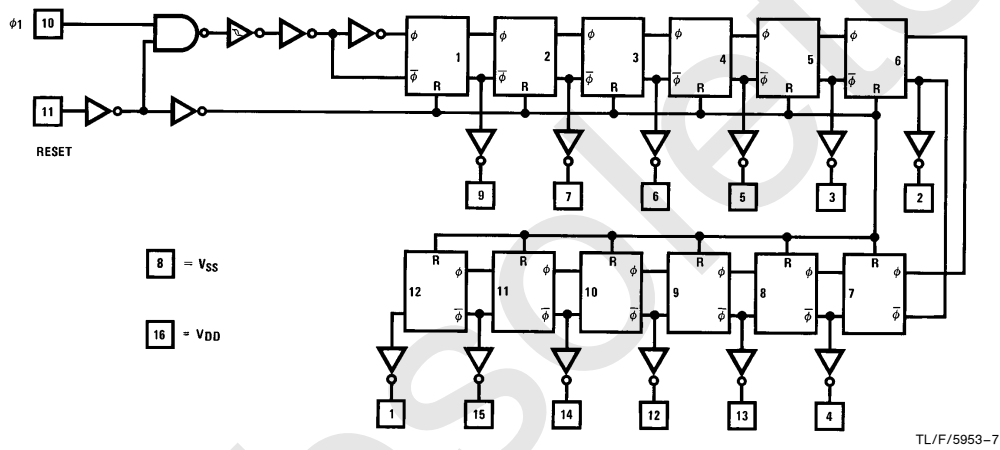 ϕ1 10
ϕ ϕ̅ R 1
2 R
3 R
ϕ ϕ̅ R 4
ϕ ϕ̅ R 5
ϕ ϕ̅ R 6
11
RESET
9 7 6 5 3 2
8 = VSS
16 = VDD
R 12
R ϕ ϕ̅ 11
R ϕ ϕ̅ 10
R ϕ ϕ̅ 9
R ϕ ϕ̅ 8
R ϕ ϕ̅ 7
1 15 14 12 13 4
TL/F/5953–7
Obsolete